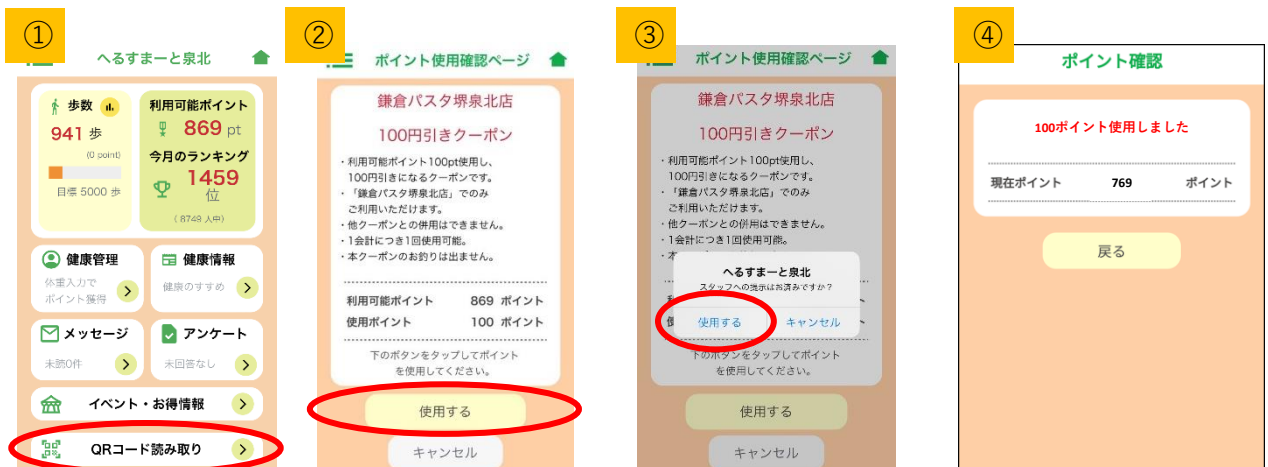 ①
へるすまーと泉北
歩数
941 歩
(0 point)
目標 5000 歩
利用可能ポイント
869 pt
今月のランキング
1459
位
(8749 人中)
健康管理
体重入力で
ポイント獲得
健康情報
健康のすすめ
メッセージ
未読0件
アンケート
未回答なし
イベント・お得情報
QRコード読み取り
②
ポイント使用確認ページ
鎌倉パスタ堺泉北店
100円引きクーポン
・利用可能ポイント100pt使用し、
100円引きになるクーポンです。
・「鎌倉パスタ堺泉北店」でのみ
ご利用いただけます。
・他クーポンとの併用はできません。
・1会計につき1回使用可能。
・本クーポンのお釣りは出ません。
利用可能ポイント 869 ポイント
使用ポイント 100 ポイント
下のボタンをタップしてポイント
を使用してください。
使用する
キャンセル
③
ポイント使用確認ページ
鎌倉パスタ堺泉北店
100円引きクーポン
・利用可能ポイント100pt使用し、
100円引きになるクーポンです。
・「鎌倉パスタ堺泉北店」でのみ
ご利用いただけます。
・他クーポンとの併用はできません。
・1会計につき1回使用可能。
へるすまーと泉北
スタッフへの提示はお済みですか?
使用する キャンセル
下のボタンをタップしてポイント
を使用してください。
使用する
キャンセル
④
ポイント確認
100ポイント使用しました
現在ポイント 769 ポイント
戻る